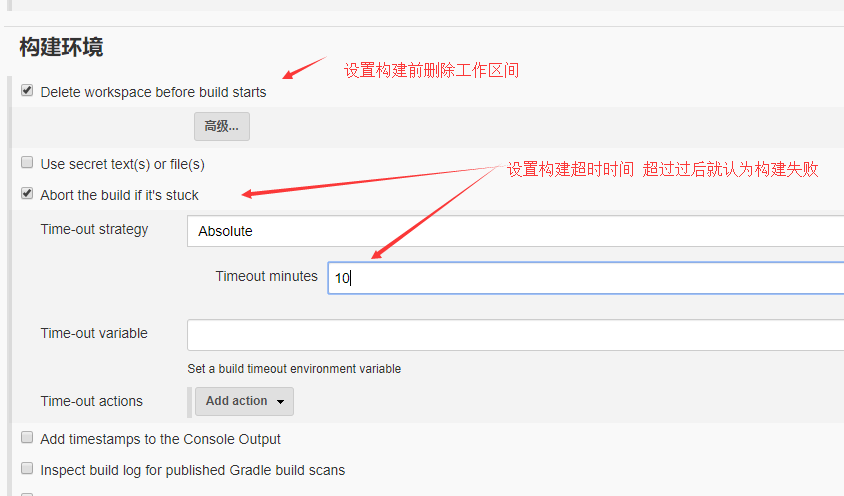 构建环境
设置构建前删除工作区间
Delete workspace before build starts
高级...
Use secret text(s) or file(s)
设置构建超时时间 超过过后就认为构建失败
Abort the build if it's stuck
Time-out strategy
Absolute
Timeout minutes
10
Time-out variable
Set a build timeout environment variable
Time-out actions
Add action
Add timestamps to the Console Output
Inspect build log for published Gradle build scans